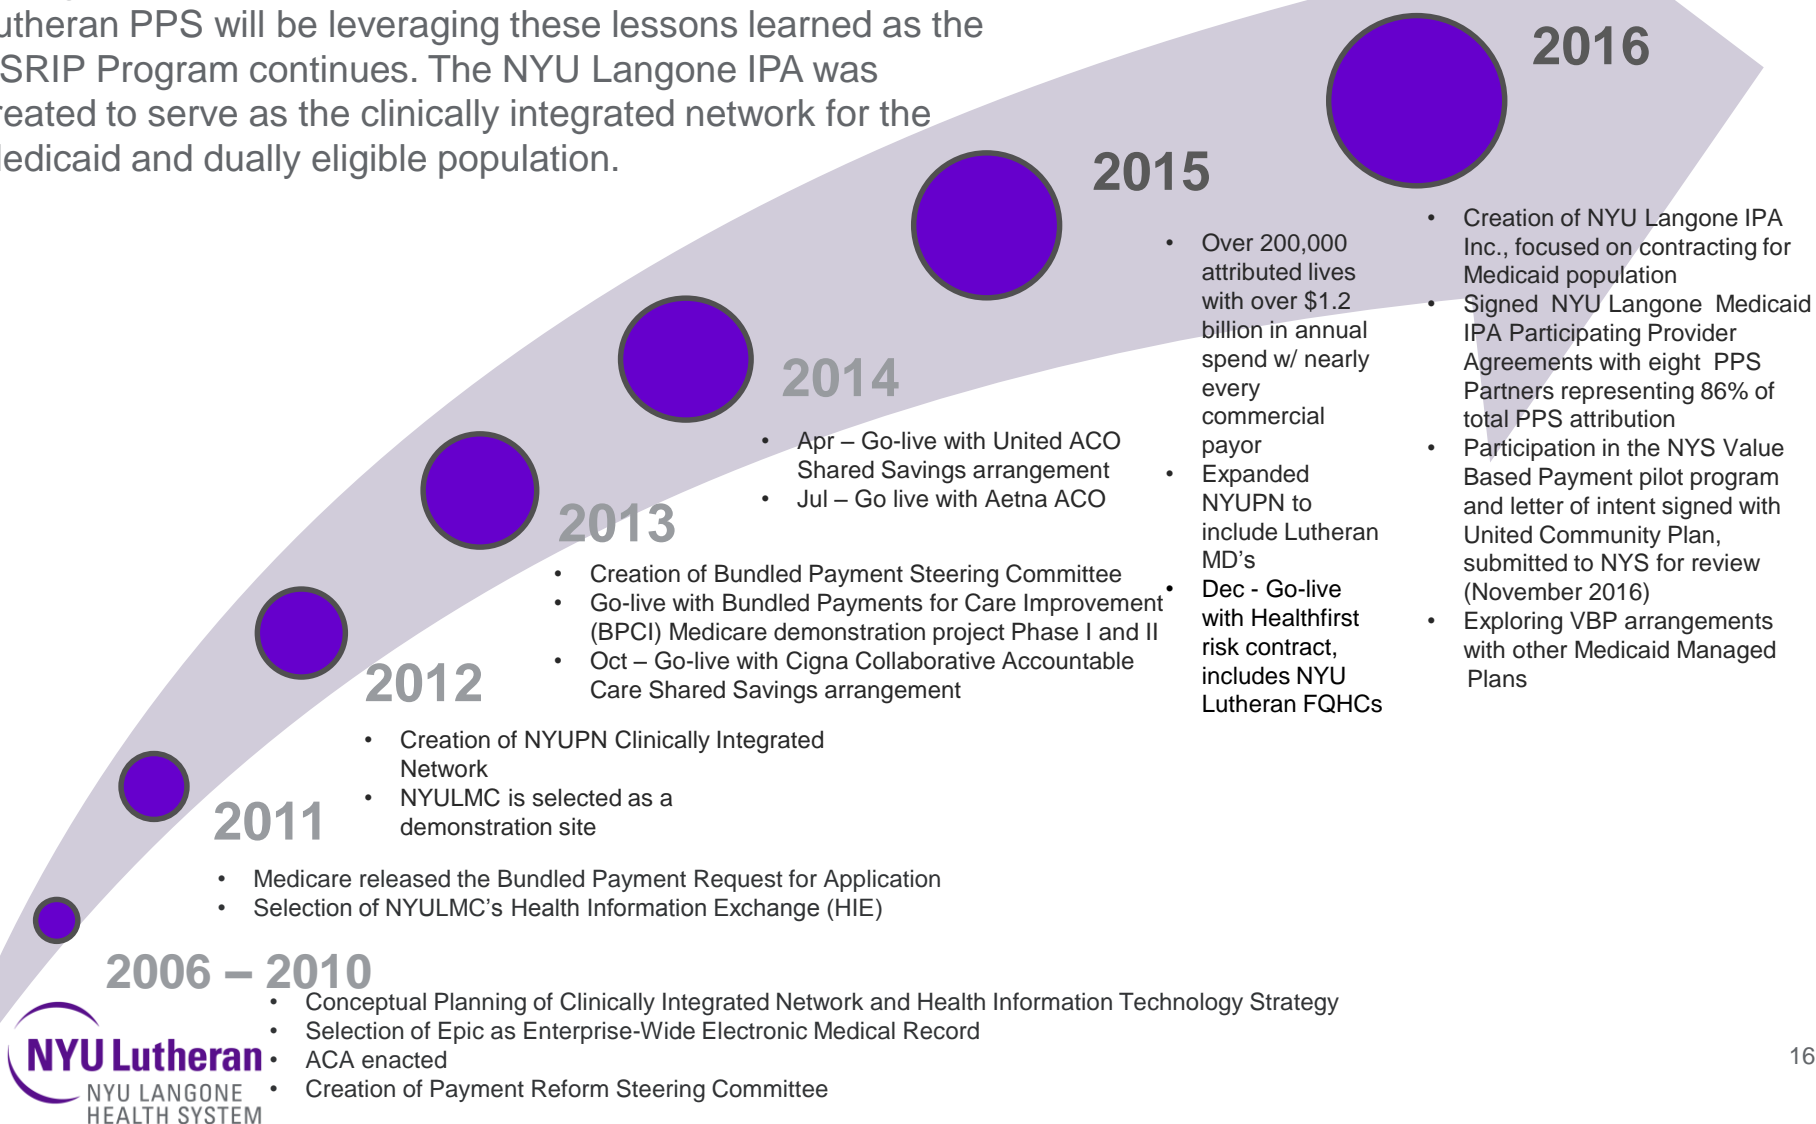 utheran PPS will be leveraging these lessons learned as the
SRIP Program continues. The NYU Langone IPA was
reated to serve as the clinically integrated network for the
edicaid and dually eligible population.
2016
• Creation of NYU Langone IPA
Inc., focused on contracting for
Medicaid population
• Signed NYU Langone Medicaid
IPA Participating Provider
Agreements with eight PPS
Partners representing 86% of
total PPS attribution
• Participation in the NYS Value
Based Payment pilot program
and letter of intent signed with
United Community Plan,
submitted to NYS for review
(November 2016)
• Exploring VBP arrangements
with other Medicaid Managed
Plans
2015
• Over 200,000
attributed lives
with over $1.2
billion in annual
spend w/ nearly
every
commercial
payor
• Expanded
NYUPN to
include Lutheran
MD's
• Dec - Go-live
with Healthfirst
risk contract,
includes NYU
Lutheran FQHCs
2014
• Apr – Go-live with United ACO
Shared Savings arrangement
• Jul – Go live with Aetna ACO
2013
• Creation of Bundled Payment Steering Committee
• Go-live with Bundled Payments for Care Improvement
(BPCI) Medicare demonstration project Phase I and II
• Oct – Go-live with Cigna Collaborative Accountable
Care Shared Savings arrangement
2012
• Creation of NYUPN Clinically Integrated
Network
• NYULMC is selected as a
demonstration site
2011
• Medicare released the Bundled Payment Request for Application
• Selection of NYULMC's Health Information Exchange (HIE)
2006 – 2010
• Conceptual Planning of Clinically Integrated Network and Health Information Technology Strategy
• Selection of Epic as Enterprise-Wide Electronic Medical Record
• ACA enacted
• Creation of Payment Reform Steering Committee
NYU Lutheran
NYU LANGONE
HEALTH SYSTEM
16